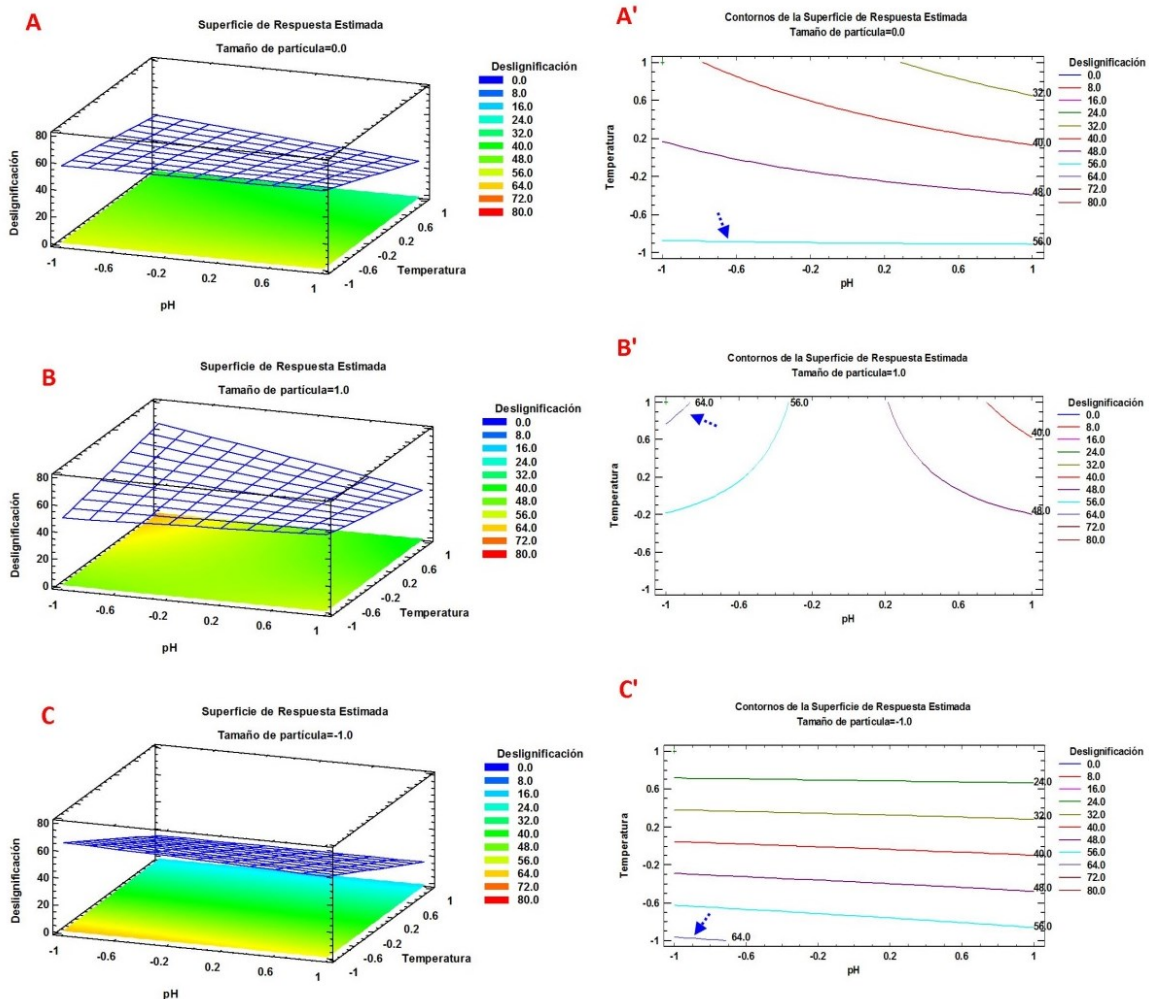 A
Superficie de Respuesta Estimada
Tamaño de partícula=0.0
Deslignificación
0.0
8.0
16.0
24.0
32.0
40.0
48.0
56.0
64.0
72.0
80.0
Deslignificación
80
60
40
20
0
-1 -0.6 -0.2 0.2 0.6 1
pH
-1 -0.6 -0.2 0.2 0.6 1
Temperatura
A'
Contornos de la Superficie de Respuesta Estimada
Tamaño de partícula=0.0
Deslignificación
0.0
8.0
16.0
24.0
32.0
40.0
48.0
56.0
64.0
72.0
80.0
Temperatura
1
0.6
0.2
-0.2
-0.6
-1
32.0
40.0
48.0
56.0
-1 -0.6 -0.2 0.2 0.6 1
pH
B
Superficie de Respuesta Estimada
Tamaño de partícula=1.0
Deslignificación
0.0
8.0
16.0
24.0
32.0
40.0
48.0
56.0
64.0
72.0
80.0
Deslignificación
80
60
40
20
0
-1 -0.6 -0.2 0.2 0.6 1
pH
-1 -0.6 -0.2 0.2 0.6 1
Temperatura
B'
Contornos de la Superficie de Respuesta Estimada
Tamaño de partícula=1.0
Deslignificación
0.0
8.0
16.0
24.0
32.0
40.0
48.0
56.0
64.0
72.0
80.0
Temperatura
1
0.6
0.2
-0.2
-0.6
-1
64.0 56.0
40.0
48.0
-1 -0.6 -0.2 0.2 0.6 1
pH
C
Superficie de Respuesta Estimada
Tamaño de partícula=-1.0
Deslignificación
0.0
8.0
16.0
24.0
32.0
40.0
48.0
56.0
64.0
72.0
80.0
Deslignificación
80
60
40
20
0
-1 -0.6 -0.2 0.2 0.6 1
pH
-1 -0.6 -0.2 0.2 0.6 1
Temperatura
C'
Contornos de la Superficie de Respuesta Estimada
Tamaño de partícula=-1.0
Deslignificación
0.0
8.0
16.0
24.0
32.0
40.0
48.0
56.0
64.0
72.0
80.0
Temperatura
1
0.6
0.2
-0.2
-0.6
-1
24.0
32.0
40.0
48.0
56.0
64.0
-1 -0.6 -0.2 0.2 0.6 1
pH